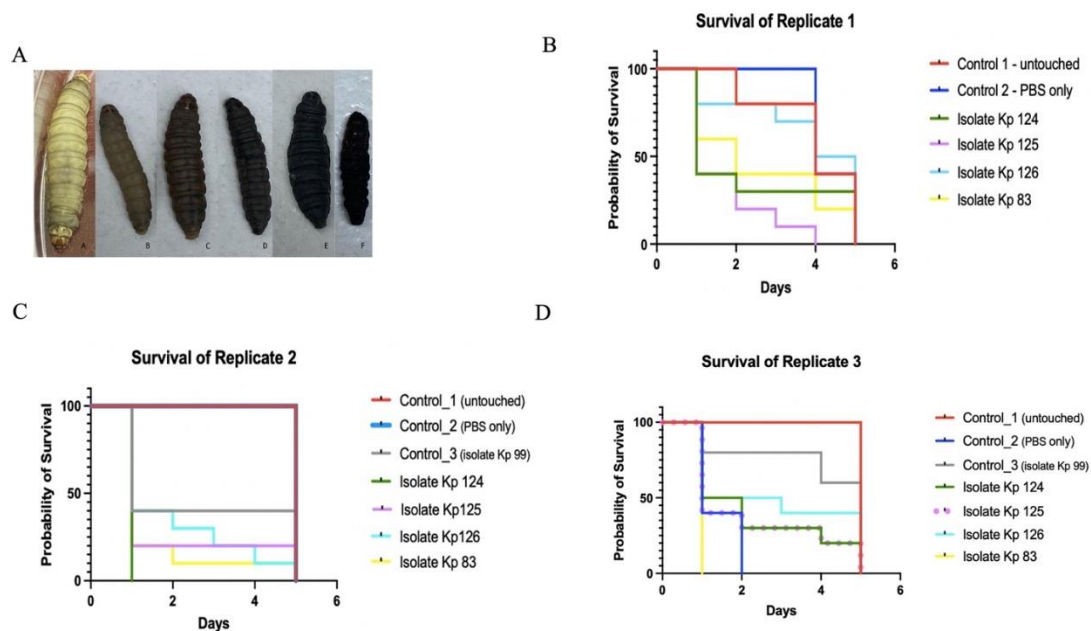 A
A
B
C
D
E
F
B
Survival of Replicate 1
Probability of Survival
100
50
0
0
2
4
6
Days
Control 1 - untouched
Control 2 - PBS only
Isolate Kp 124
Isolate Kp 125
Isolate Kp 126
Isolate Kp 83
C
Survival of Replicate 2
Probability of Survival
100
50
0
0
2
4
6
Days
Control_1 (untouched)
Control_2 (PBS only)
Control_3 (isolate Kp 99)
Isolate Kp 124
Isolate Kp125
Isolate Kp126
Isolate Kp 83
D
Survival of Replicate 3
Probability of Survival
100
50
0
0
2
4
6
Days
Control_1 (untouched)
Control_2 (PBS only)
Control_3 (isolate Kp 99)
Isolate Kp 124
Isolate Kp 125
Isolate Kp 126
Isolate Kp 83